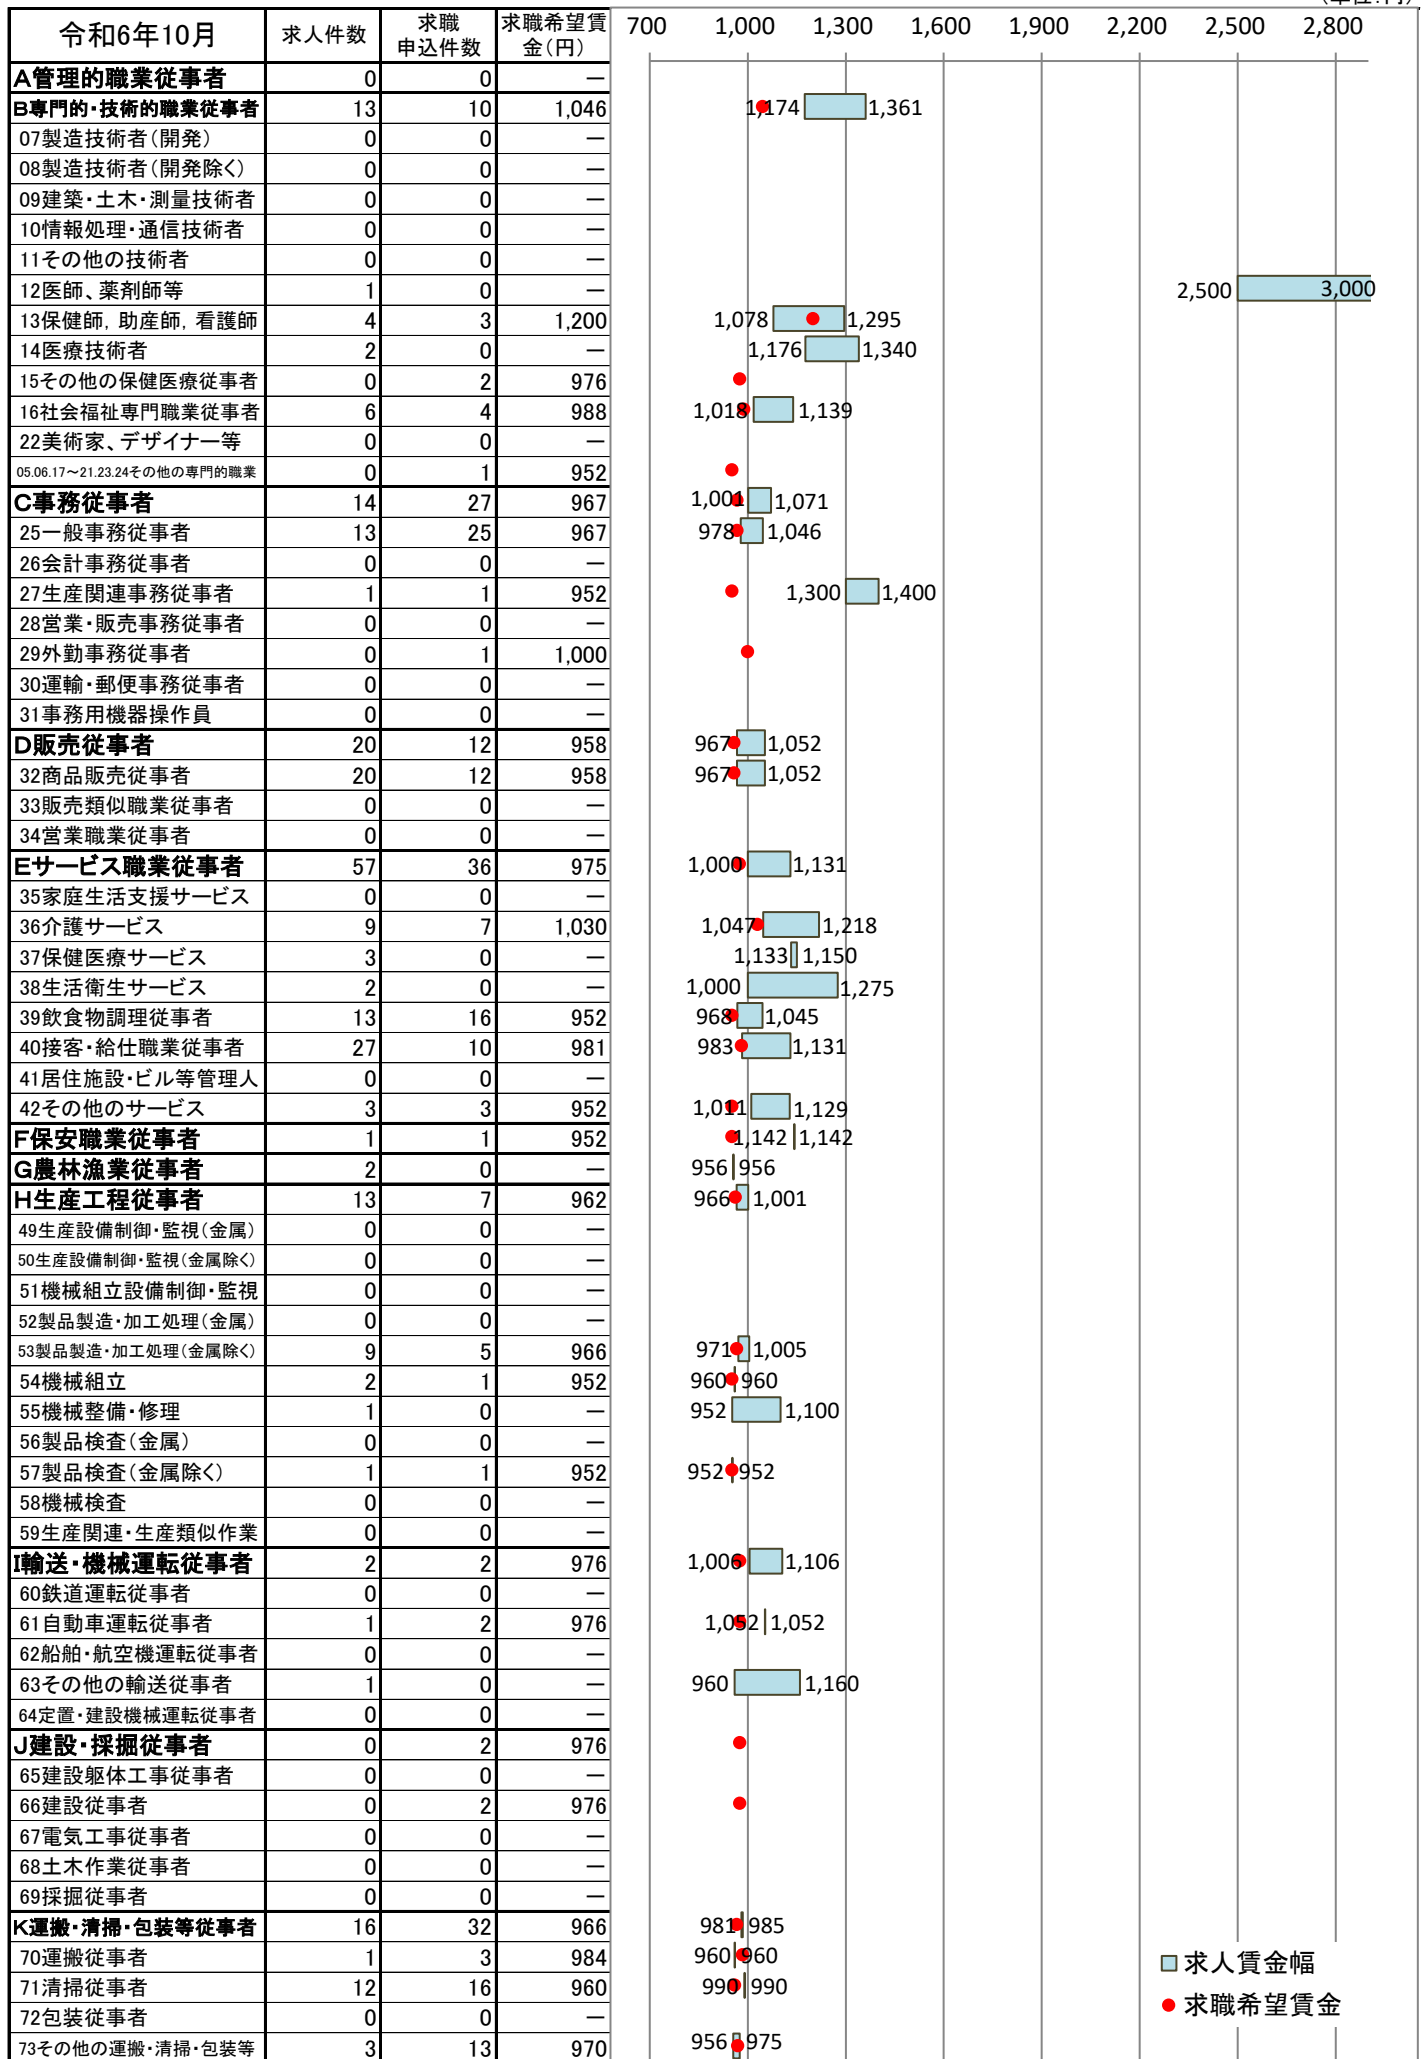 (単位:円)
令和6年10月 求人件数 求職申込件数 求職希望賃金(円) 700 1,000 1,300 1,600 1,900 2,200 2,500 2,800
A管理的職業従事者 0 0 ―
B専門的・技術的職業従事者 13 10 1,046 1,174 1,361
07製造技術者(開発) 0 0 ―
08製造技術者(開発除く) 0 0 ―
09建築・土木・測量技術者 0 0 ―
10情報処理・通信技術者 0 0 ―
11その他の技術者 0 0 ―
12医師、薬剤師等 1 0 ― 2,500 3,000
13保健師,助産師,看護師 4 3 1,200 1,078 1,295
14医療技術者 2 0 ― 1,176 1,340
15その他の保健医療従事者 0 2 976
16社会福祉専門職業従事者 6 4 988 1,018 1,139
22美術家、デザイナー等 0 0 ―
05.06.17～21.23.24その他の専門的職業 0 1 952
C事務従事者 14 27 967 1,001 1,071
25一般事務従事者 13 25 967 978 1,046
26会計事務従事者 0 0 ―
27生産関連事務従事者 1 1 952 1,300 1,400
28営業・販売事務従事者 0 0 ―
29外勤事務従事者 0 1 1,000
30運輸・郵便事務従事者 0 0 ―
31事務用機器操作員 0 0 ―
D販売従事者 20 12 958 967 1,052
32商品販売従事者 20 12 958 967 1,052
33販売類似職業従事者 0 0 ―
34営業職業従事者 0 0 ―
Eサービス職業従事者 57 36 975 1,000 1,131
35家庭生活支援サービス 0 0 ―
36介護サービス 9 7 1,030 1,047 1,218
37保健医療サービス 3 0 ― 1,133 1,150
38生活衛生サービス 2 0 ― 1,000 1,275
39飲食物調理従事者 13 16 952 968 1,045
40接客・給仕職業従事者 27 10 981 983 1,131
41居住施設・ビル等管理人 0 0 ―
42その他のサービス 3 3 952 1,011 1,129
F保安職業従事者 1 1 952 1,142 1,142
G農林漁業従事者 2 0 ― 956 956
H生産工程従事者 13 7 962 966 1,001
49生産設備制御・監視(金属) 0 0 ―
50生産設備制御・監視(金属除く) 0 0 ―
51機械組立設備制御・監視 0 0 ―
52製品製造・加工処理(金属) 0 0 ―
53製品製造・加工処理(金属除く) 9 5 966 971 1,005
54機械組立 2 1 952 960 960
55機械整備・修理 1 0 ― 952 1,100
56製品検査(金属) 0 0 ―
57製品検査(金属除く) 1 1 952 952 952
58機械検査 0 0 ―
59生産関連・生産類似作業 0 0 ―
I輸送・機械運転従事者 2 2 976 1,006 1,106
60鉄道運転従事者 0 0 ―
61自動車運転従事者 1 2 976 1,052 1,052
62船舶・航空機運転従事者 0 0 ―
63その他の輸送従事者 1 0 ― 960 1,160
64定置・建設機械運転従事者 0 0 ―
J建設・採掘従事者 0 2 976
65建設躯体工事従事者 0 0 ―
66建設従事者 0 2 976
67電気工事従事者 0 0 ―
68土木作業従事者 0 0 ―
69採掘従事者 0 0 ―
K運搬・清掃・包装等従事者 16 32 966 981 985
70運搬従事者 1 3 984 960 960
71清掃従事者 12 16 960 990 990
72包装従事者 0 0 ―
73その他の運搬・清掃・包装等 3 13 970 956 975
求人賃金幅
求職希望賃金